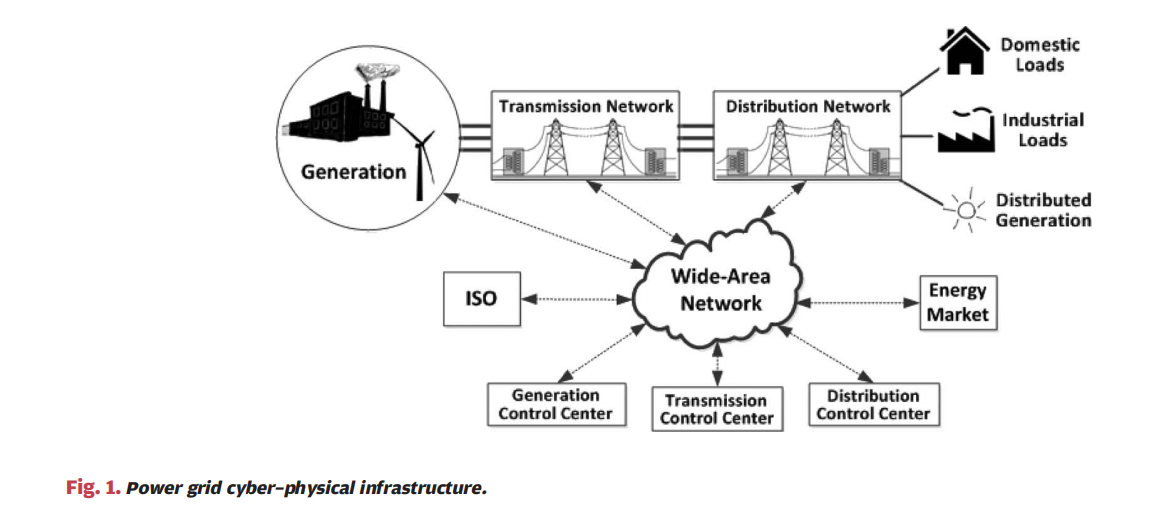 Domestic
Loads
Transmission Network
Distribution Network
Industrial
Loads
Generation
Distributed
Generation
Wide-Area
Network
ISO
Energy
Market
Generation
Control Center
Transmission
Control Center
Distribution
Control Center
Fig. 1. Power grid cyber–physical infrastructure.